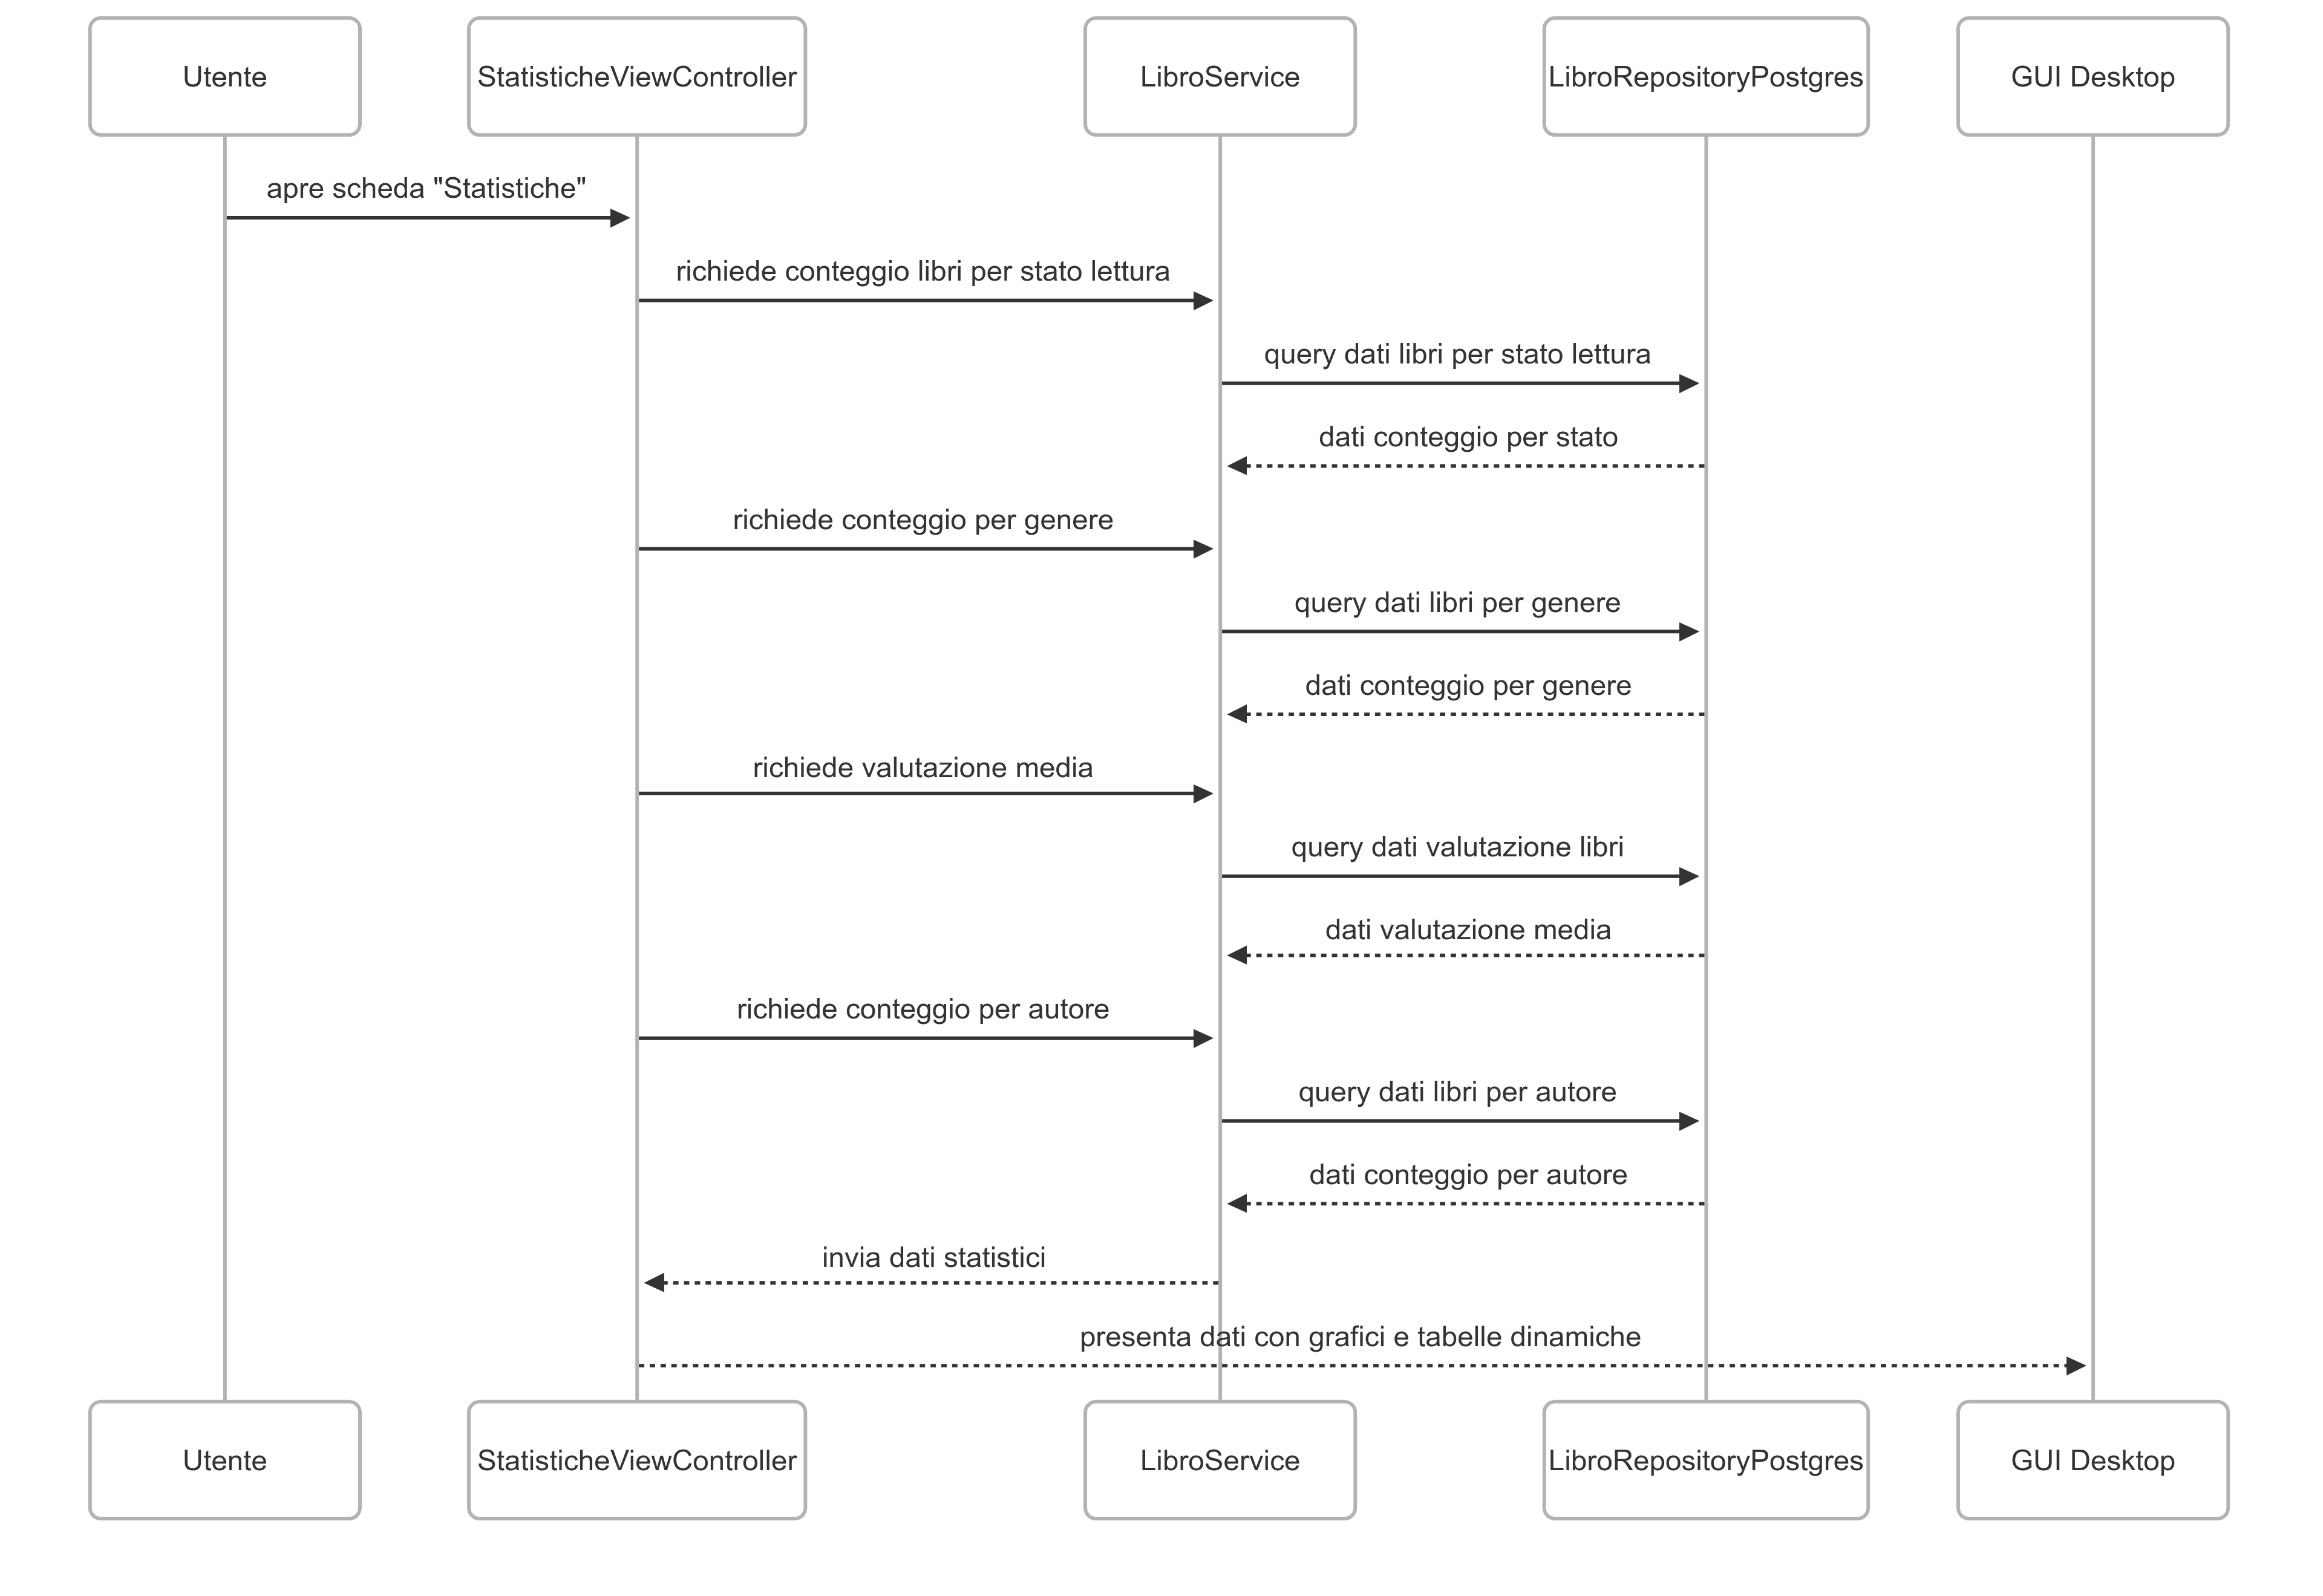 Utente
StatisticheViewController
LibroService
LibroRepositoryPostgres
GUI Desktop
apre scheda "Statistiche"
richiede conteggio libri per stato lettura
query dati libri per stato lettura
dati conteggio per stato
richiede conteggio per genere
query dati libri per genere
dati conteggio per genere
richiede valutazione media
query dati valutazione libri
dati valutazione media
richiede conteggio per autore
query dati libri per autore
dati conteggio per autore
invia dati statistici
presenta dati con grafici e tabelle dinamiche
Utente
StatisticheViewController
LibroService
LibroRepositoryPostgres
GUI Desktop